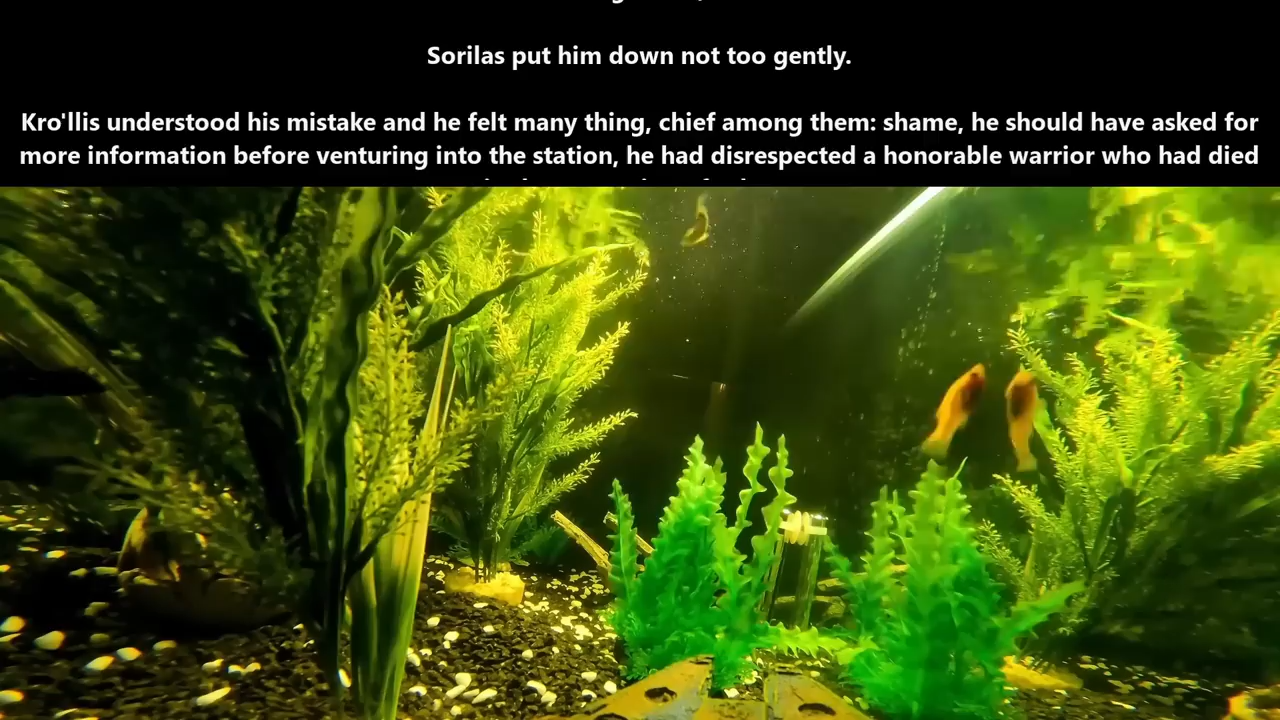 Sorilas put him down not too gently.
Kro'llis understood his mistake and he felt many thing, chief among them: shame, he should have asked for
more information before venturing into the station, he had disrespected a honorable warrior who had died